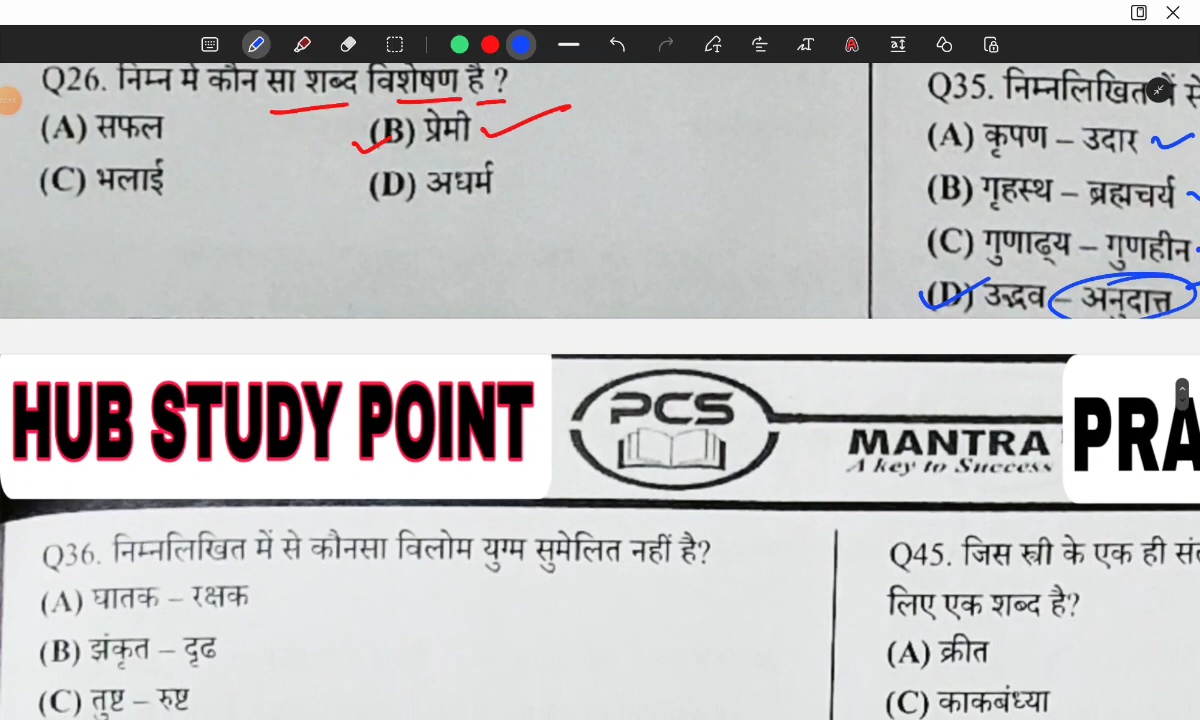 Q26. निम्न मे कौन सा शब्द विशेषण है ?
(A) सफल (B) प्रेमी
(C) भलाई (D) अधर्म
Q35. निम्नलिखित में से
(A) कृपण – उदार
(B) गृहस्थ – ब्रह्मचर्य
(C) गुणाढ्य – गुणहीन
(D) उद्भव – अनुदात्त
HUB STUDY POINT
PCS
MANTRA
A key to Success
PRA
Q36. निम्नलिखित में से कौनसा विलोम युग्म सुमेलित नहीं है?
(A) घातक – रक्षक
(B) झंकृत – दृढ
(C) तुष्ट – रुष्ट
Q45. जिस स्त्री के एक ही संत
लिए एक शब्द है?
(A) क्रीत
(C) काकबंध्या